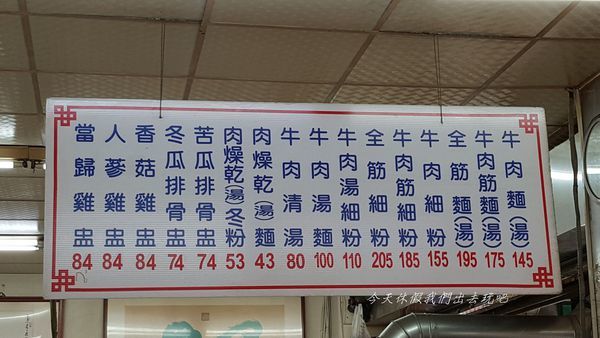 牛肉麵(湯) 145
牛肉筋麵(湯) 175
全筋麵(湯) 195
牛肉細粉 155
牛肉筋細粉 185
全筋細粉 205
牛肉湯細粉 110
牛肉湯麵 100
牛肉清湯 80
肉燥乾(湯)麵 43
肉燥乾(湯)冬粉 53
苦瓜排骨盅 74
冬瓜排骨盅 74
香菇雞盅 84
人蔘雞盅 84
當歸雞盅 84
今天休假我們出去玩吧